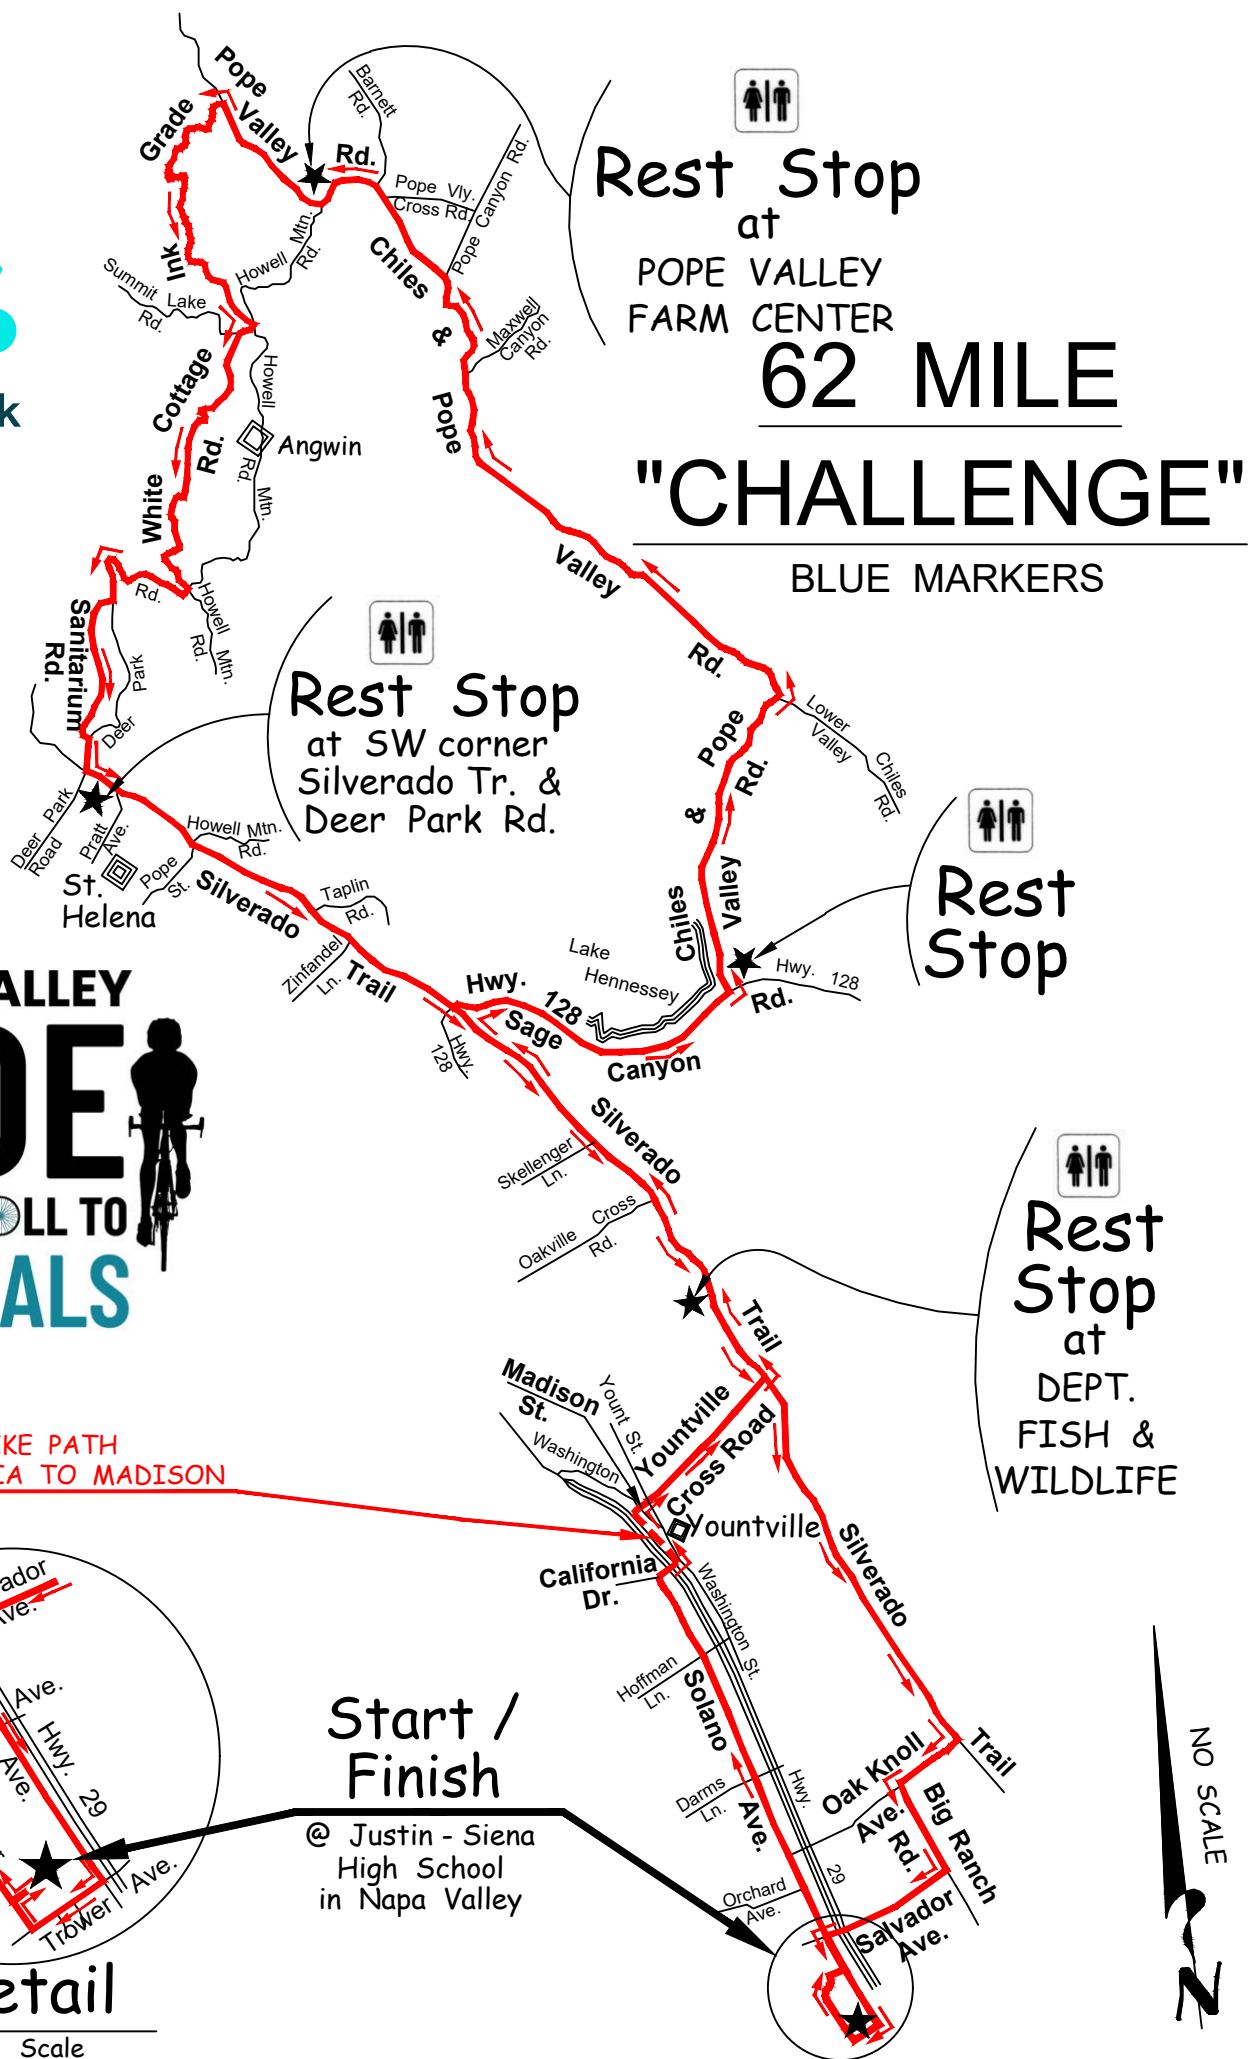 Pope
Valley
Rd.
Grade
Ink
Barnett
Rd.
Pope Vly.
Cross Rd.
Pope Canyon Rd.
Howell Mtn.
Rd.
Summit Lake
Rd.
Chiles
&
Pope
Valley
Rd.
Maxwell
Canyon
Rd.
Rest Stop
at
POPE VALLEY
FARM CENTER
62 MILE
"CHALLENGE"
BLUE MARKERS
k
Cottage
White
Rd.
Howell
Rd.
Mtn.
Angwin
Rd.
Howell Mtn.
Rd.
Sanitarium
Rd.
Park
Deer
Rest Stop
at SW corner
Silverado Tr. &
Deer Park Rd.
Deer Park
Road
Pratt
Ave.
St.
Helena
Pope
St.
Howell Mtn.
Rd.
Silverado
Trail
Taplin
Rd.
Zinfandel
Ln.
Lower
Valley
Chiles
Rd.
Pope
Rd.
&
Valley
Chiles
Rest
Stop
Lake
Hennessey
Hwy. 128
Rd.
Hwy.
128
Sage
Canyon
Hwy.
128
ALLEY
DE
OLL TO
ALS
Silverado
Trail
Skellenger
Ln.
Oakville Cross
Rd.
Rest
Stop
at
DEPT.
FISH &
WILDLIFE
Madison
St.
Yount St.
Washington
Yountville
Cross Road
Yountville
IKE PATH
IA TO MADISON
California
Dr.
Washington St.
Silverado
Trail
Hoffman
Ln.
Solano
Ave.
Darms
Ln.
Hwy.
29
Orchard
Ave.
Oak Knoll
Ave.
Big Ranch
Rd.
Salvador
Ave.
Start /
Finish
@ Justin - Siena
High School
in Napa Valley
ador
Ave.
Ave.
Hwy. 29
Ave.
Trower
Ave.
etail
Scale
NO SCALE
N